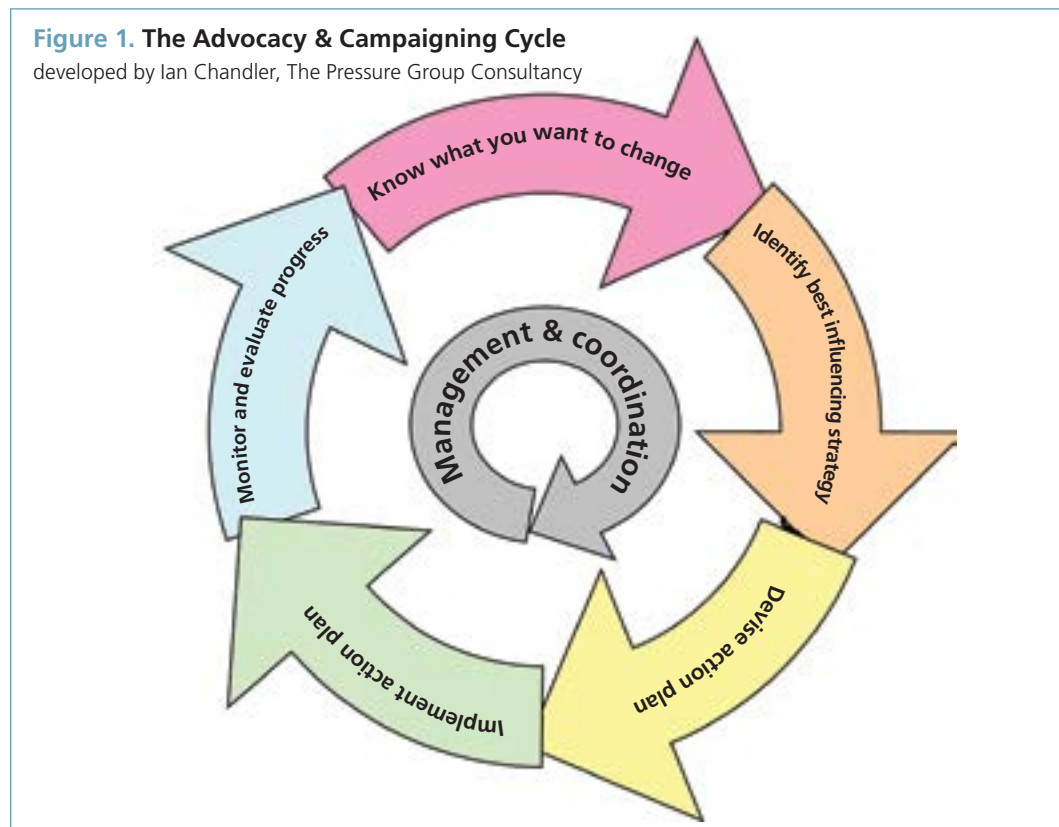 Figure 1. The Advocacy & Campaigning Cycle
developed by Ian Chandler, The Pressure Group Consultancy
Know what you want to change
Identify best influencing strategy
Devise action plan
Implement action plan
Monitor and evaluate progress
Management & coordination